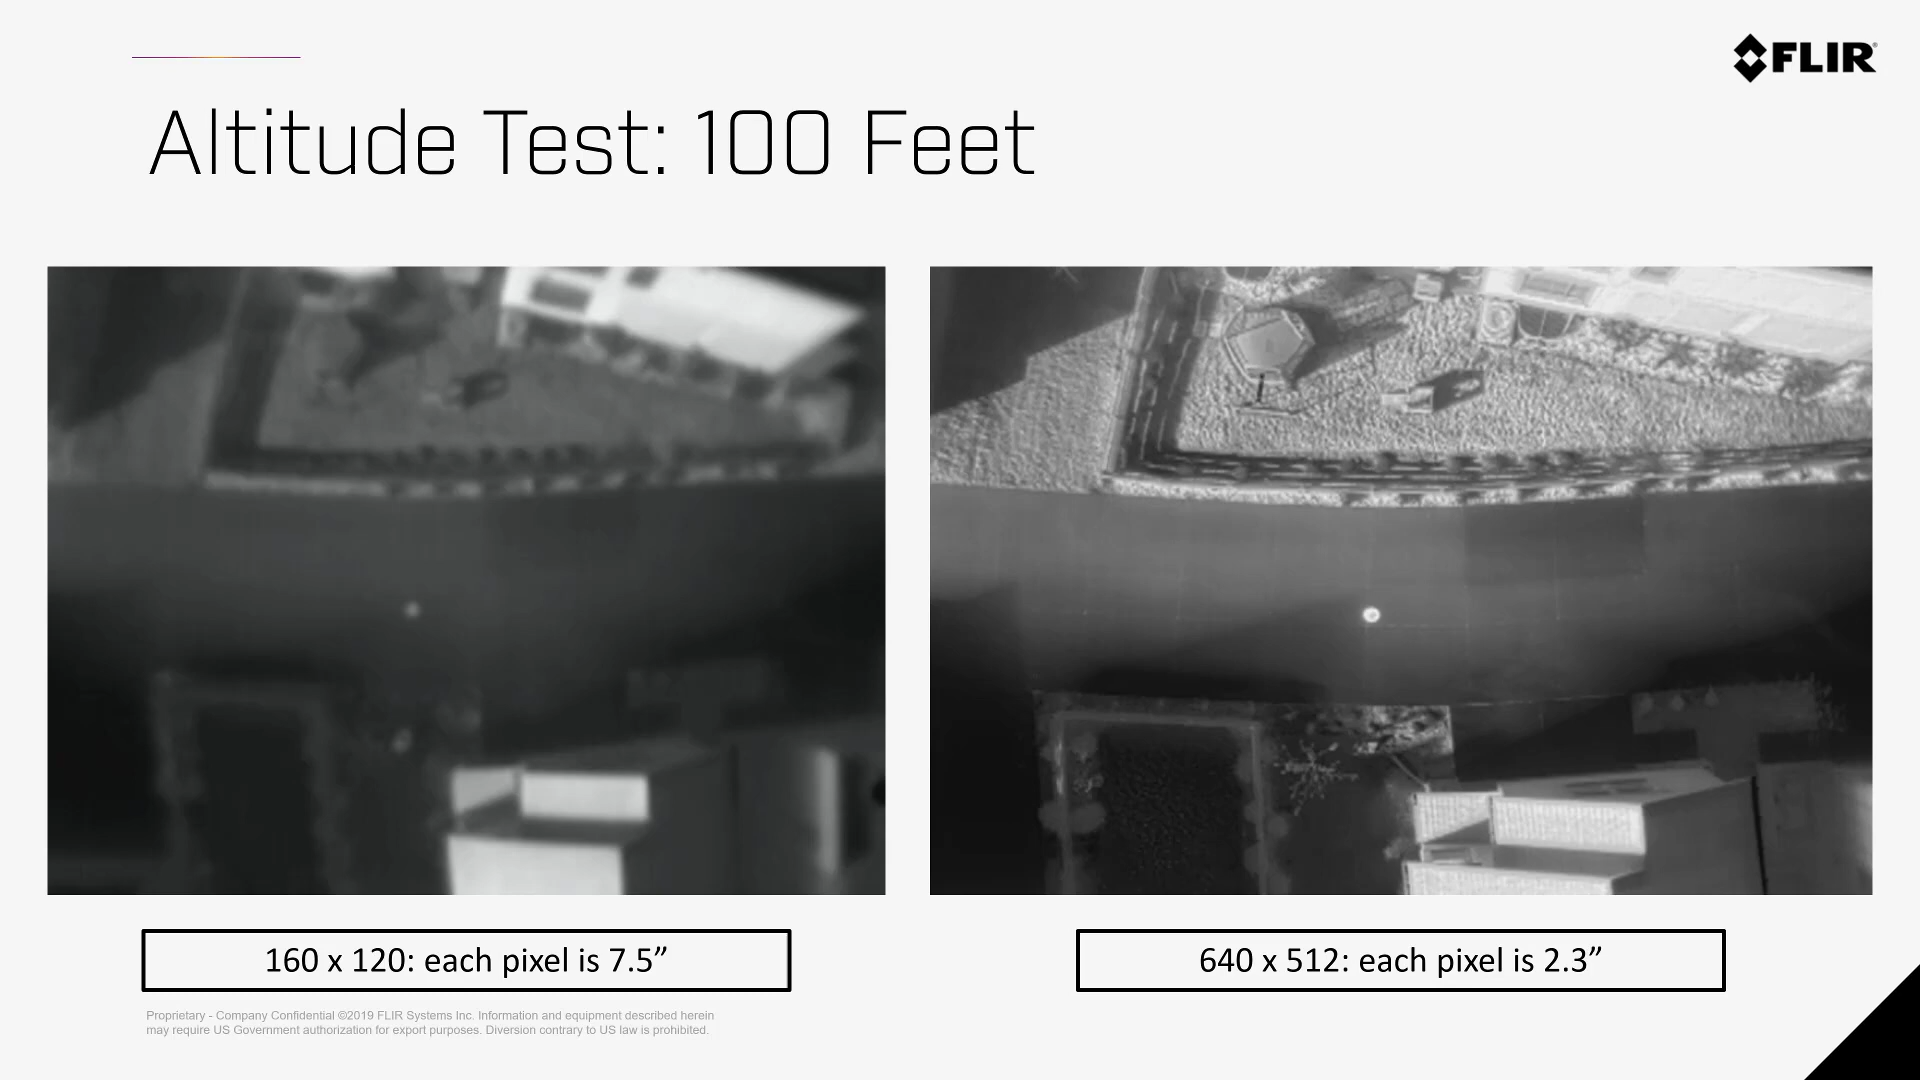 FLIR
Altitude Test: 100 Feet
160 x 120: each pixel is 7.5”
640 x 512: each pixel is 2.3”
Proprietary - Company Confidential ©2019 FLIR Systems Inc. Information and equipment described herein
may require US Government authorization for export purposes. Diversion contrary to US law is prohibited.